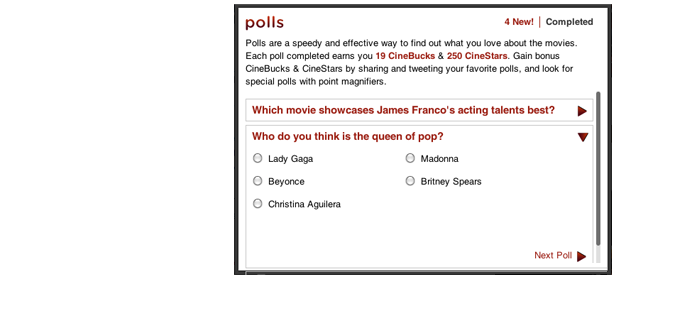 polls
4 New! | Completed
Polls are a speedy and effective way to find out what you love about the movies.
Each poll completed earns you 19 CineBucks & 250 CineStars. Gain bonus
CineBucks & CineStars by sharing and tweeting your favorite polls, and look for
special polls with point magnifiers.
Which movie showcases James Franco's acting talents best?
Who do you think is the queen of pop?
Lady Gaga
Madonna
Beyonce
Britney Spears
Christina Aguilera
Next Poll